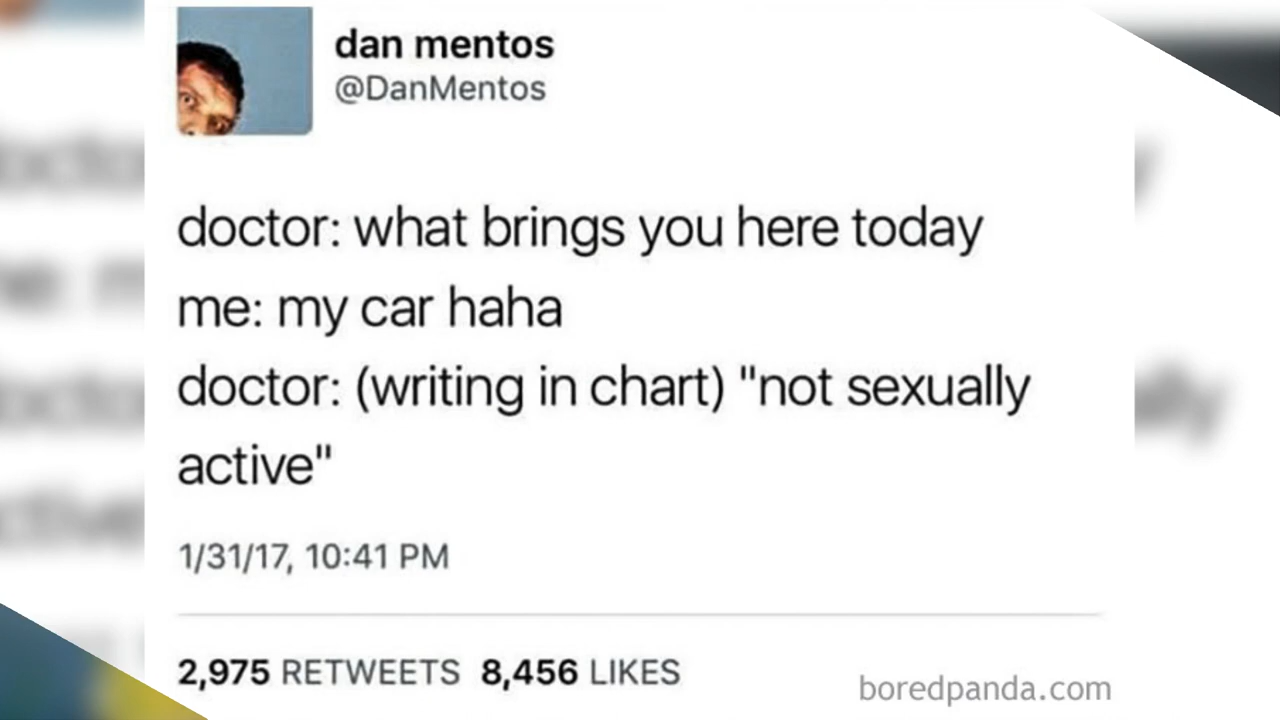 dan mentos
@DanMentos
doctor: what brings you here today
me: my car haha
doctor: (writing in chart) "not sexually
active"
1/31/17, 10:41 PM
2,975 RETWEETS 8,456 LIKES
boredpanda.com